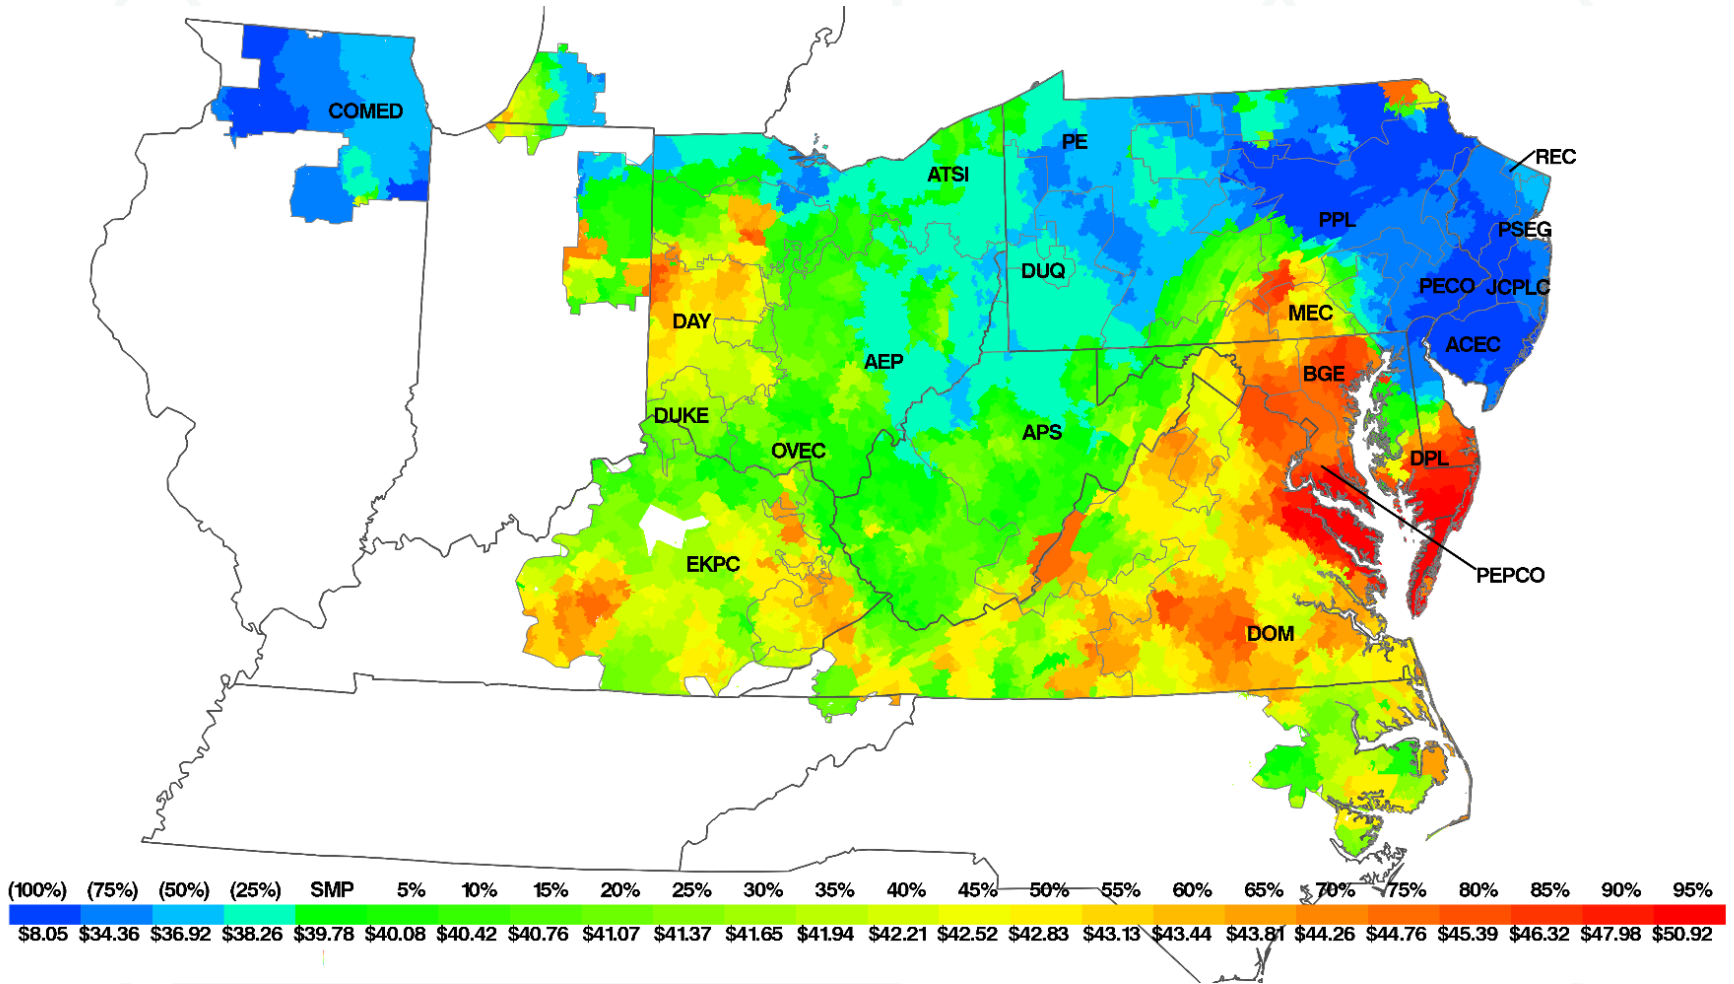 COMED
PE
REC
ATSI
PPL
PSEG
DUQ
PECO
JCPLC
MEC
DAY
ACEC
AEP
BGE
DUKE
APS
OVEC
DPL
EKPC
PEPCO
DOM
(100%) (75%) (50%) (25%) SMP 5% 10% 15% 20% 25% 30% 35% 40% 45% 50% 55% 60% 65% 70% 75% 80% 85% 90% 95%
$8.05 $34.36 $36.92 $38.26 $39.78 $40.08 $40.42 $40.76 $41.07 $41.37 $41.65 $41.94 $42.21 $42.52 $42.83 $43.13 $43.44 $43.81 $44.26 $44.76 $45.39 $46.32 $47.98 $50.92